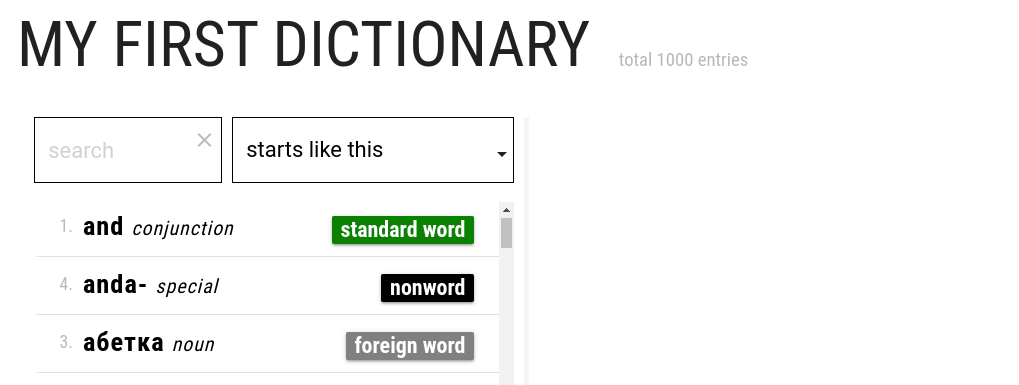 MY FIRST DICTIONARY total 1000 entries
search × starts like this
1. and conjunction standard word
4. anda- special nonword
3. абетка noun foreign word